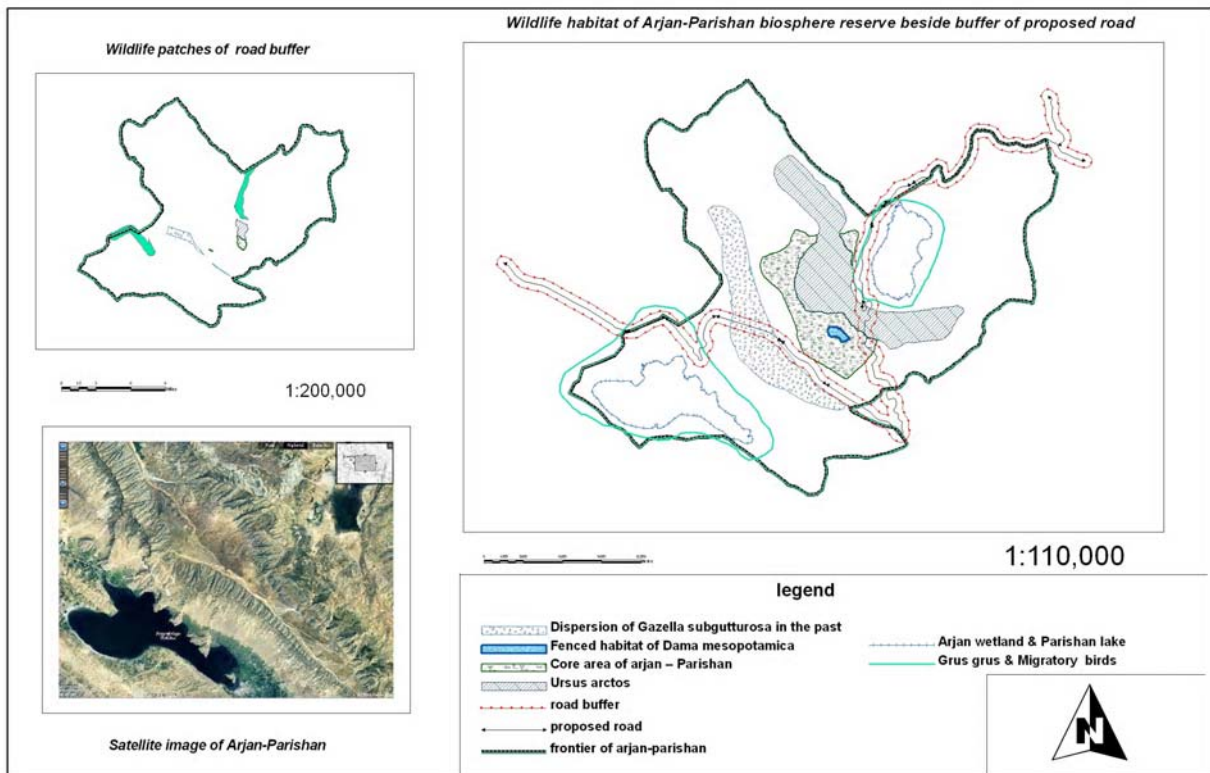 Wildlife habitat of Arjan-Parishan biosphere reserve beside buffer of proposed road
Wildlife patches of road buffer
1:200,000
1:110,000
Satellite image of Arjan-Parishan
legend
Dispersion of Gazella subgutturosa in the past
Fenced habitat of Dama mesopotamica
Core area of arjan – Parishan
Ursus arctos
road buffer
proposed road
frontier of arjan-parishan
Arjan wetland & Parishan lake
Grus grus & Migratory birds
N